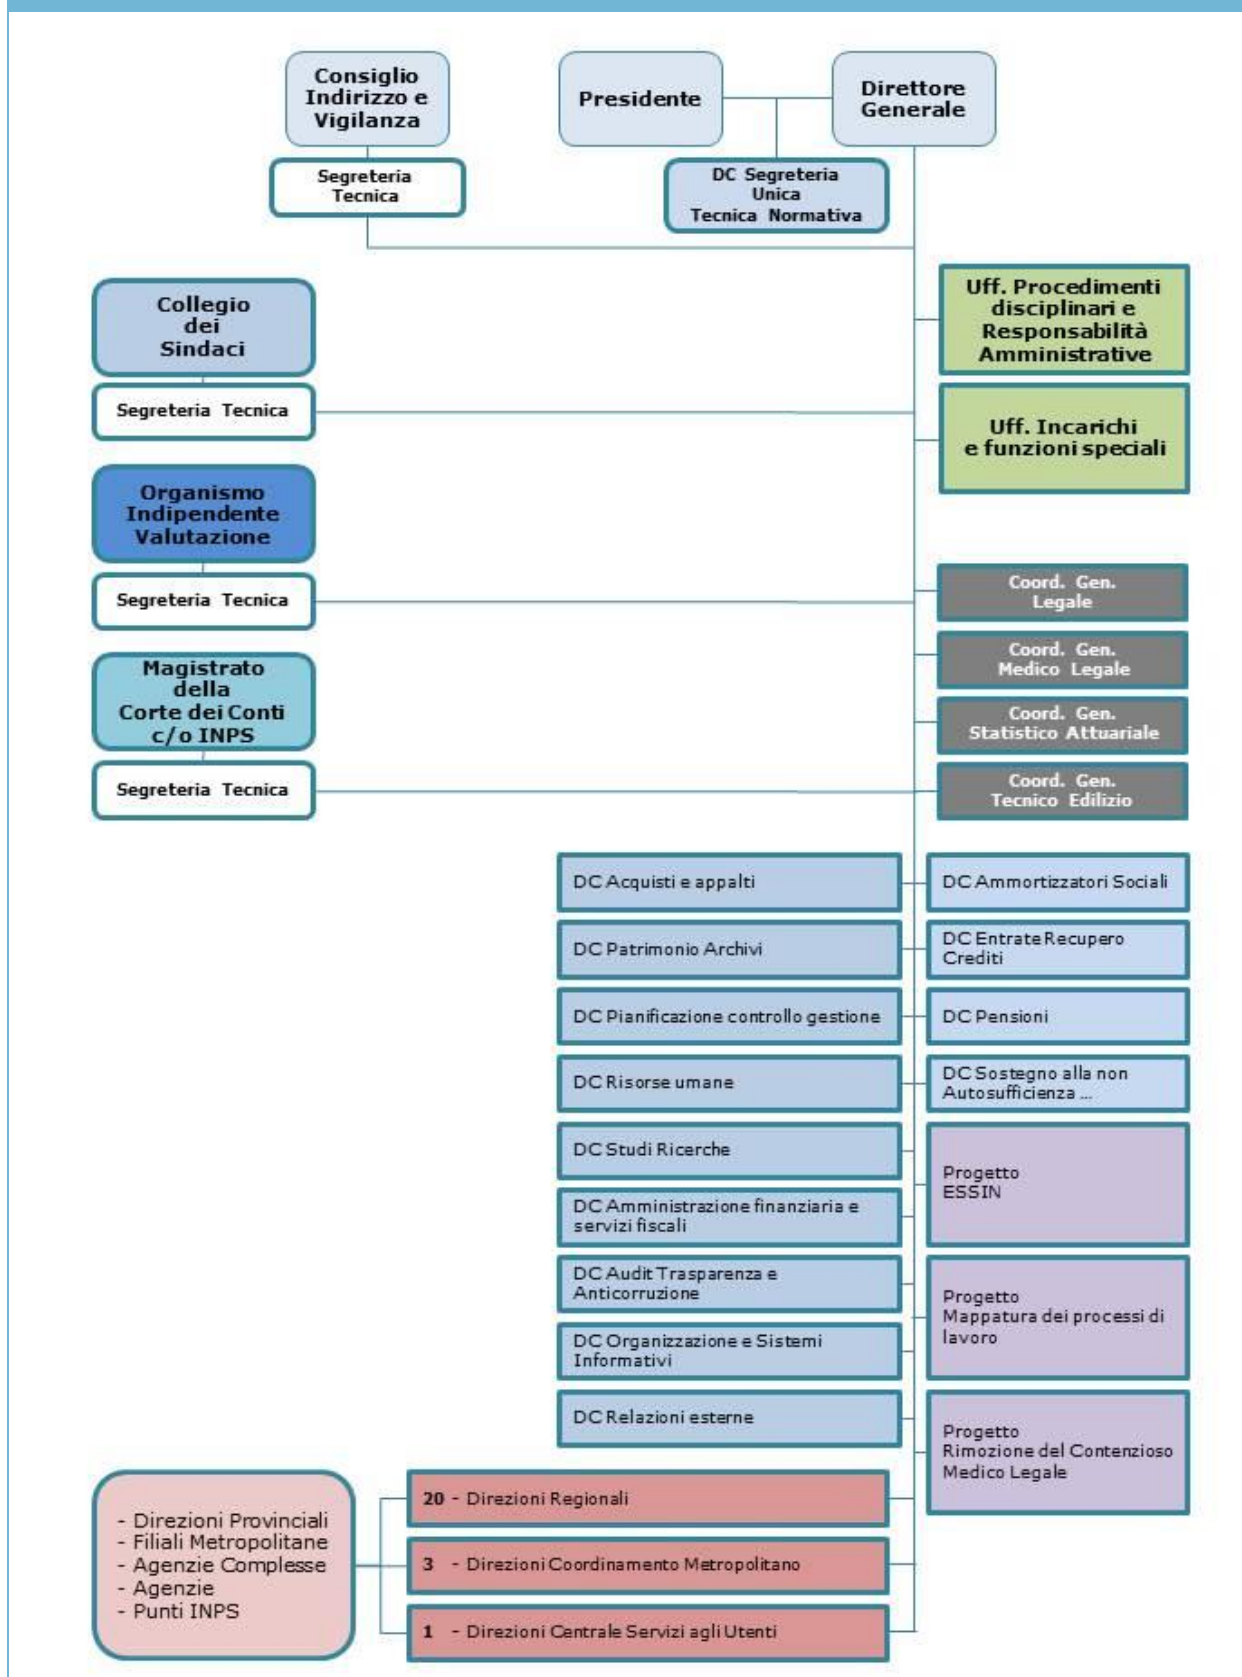 Consiglio
Indirizzo e
Vigilanza
Presidente
Direttore
Generale
Segreteria
Tecnica
DC Segreteria
Unica
Tecnica Normativa
Collegio
dei
Sindaci
Segreteria Tecnica
Uff. Procedimenti
disciplinari e
Responsabilità
Amministrative
Uff. Incarichi
e funzioni speciali
Organismo
Indipendente
Valutazione
Segreteria Tecnica
Coord. Gen.
Legale
Coord. Gen.
Medico Legale
Magistrato
della
Corte dei Conti
c/o INPS
Segreteria Tecnica
Coord. Gen.
Statistico Attuariale
Coord. Gen.
Tecnico Edilizio
DC Acquisti e appalti
DC Ammortizzatori Sociali
DC Patrimonio Archivi
DC Entrate Recupero
Crediti
DC Pianificazione controllo gestione
DC Pensioni
DC Risorse umane
DC Sostegno alla non
Autosufficienza ...
DC Studi Ricerche
DC Amministrazione finanziaria e
servizi fiscali
Progetto
ESSIN
DC Audit Trasparenza e
Anticorruzione
DC Organizzazione e Sistemi
Informativi
Progetto
Mappatura dei processi di
lavoro
DC Relazioni esterne
Progetto
Rimozione del Contenzioso
Medico Legale
- Direzioni Provinciali
- Filiali Metropolitane
- Agenzie Complesse
- Agenzie
- Punti INPS
20 - Direzioni Regionali
3 - Direzioni Coordinamento Metropolitano
1 - Direzioni Centrale Servizi agli Utenti